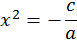 x² = −c/a